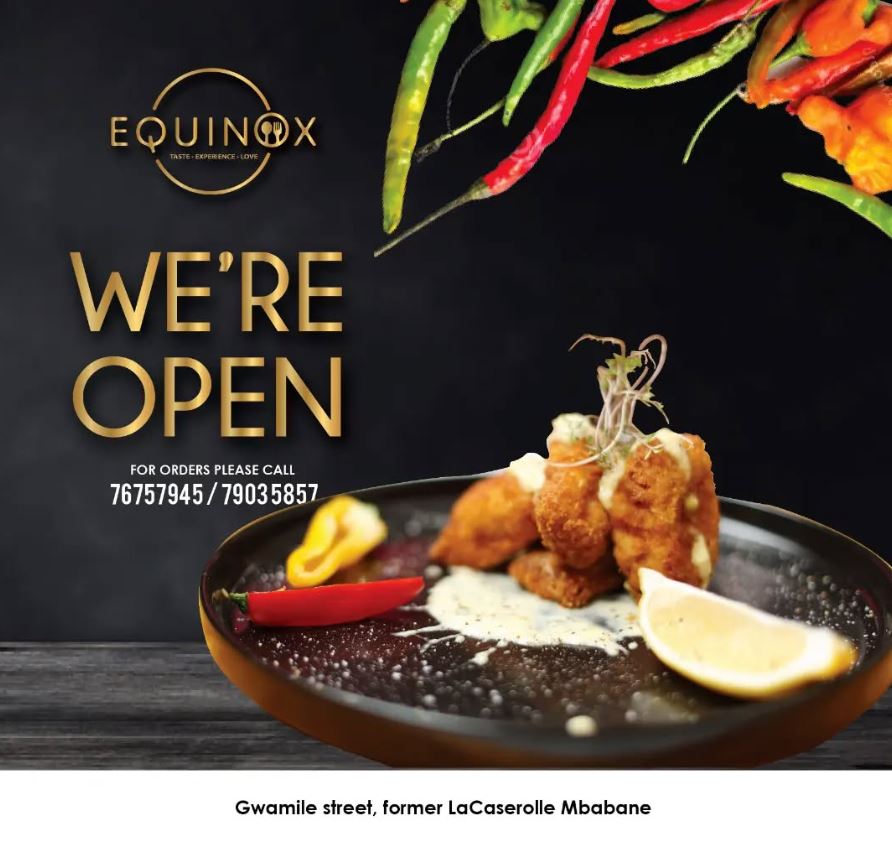 EQUINOX
TASTE - EXPERIENCE - LOVE
WE'RE
OPEN
FOR ORDERS PLEASE CALL
76757945 / 79035857
Gwamile street, former LaCaserolle Mbabane